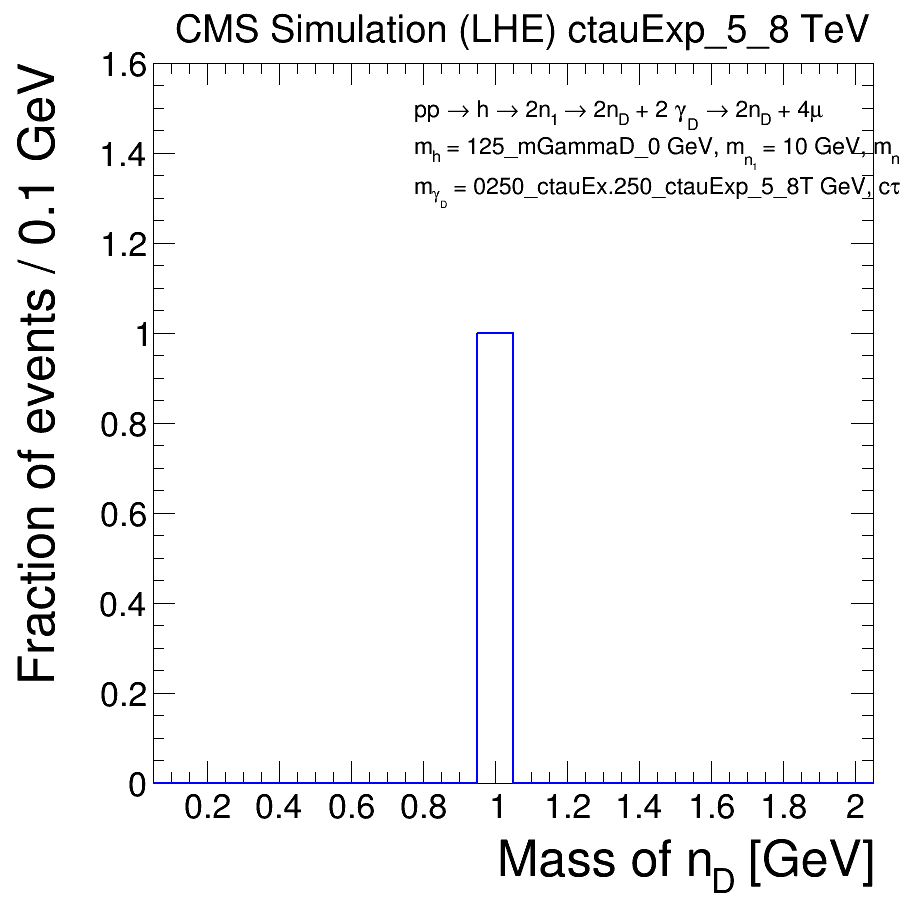 CMS Simulation (LHE) ctauExp_5_8 TeV
pp → h → 2n1 → 2nD + 2 γD → 2nD + 4μ
mh = 125_mGammaD_0 GeV, mn1 = 10 GeV, mn
mγD = 0250_ctauEx.250_ctauExp_5_8T GeV, cτ
Fraction of events / 0.1 GeV
1.6
1.4
1.2
1
0.8
0.6
0.4
0.2
0
0.2 0.4 0.6 0.8 1 1.2 1.4 1.6 1.8 2
Mass of nD [GeV]